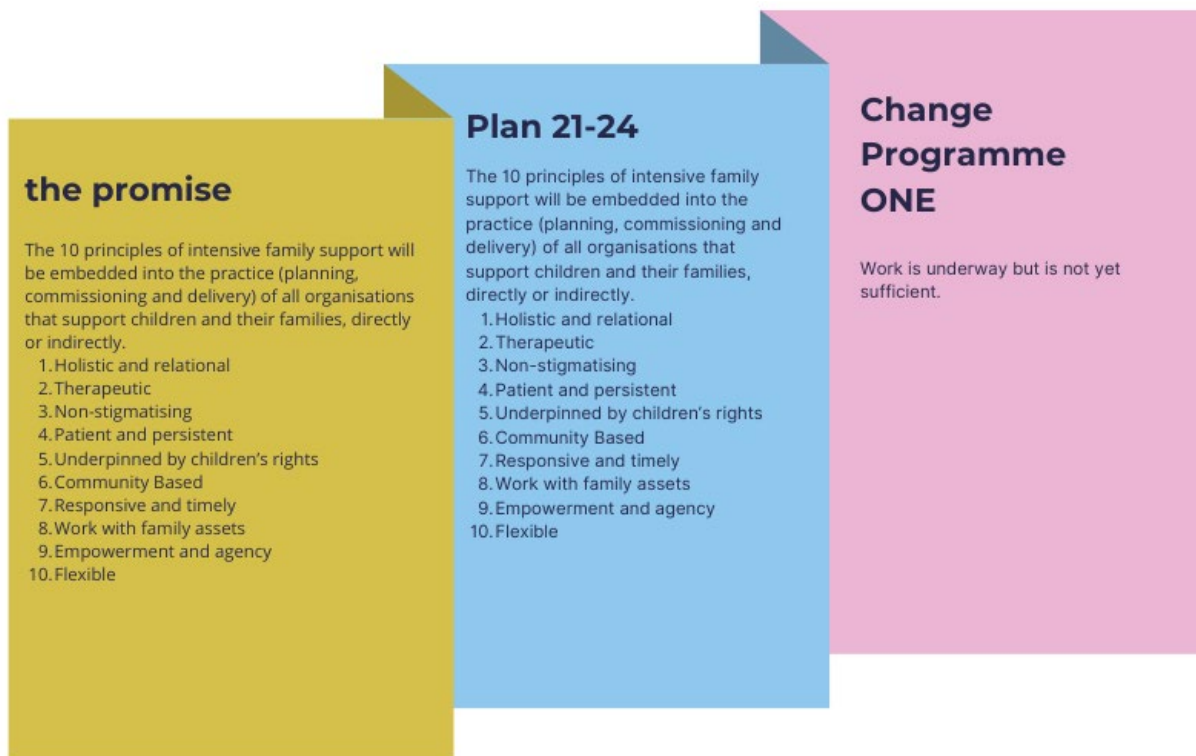 the promise
The 10 principles of intensive family support will
be embedded into the practice (planning,
commissioning and delivery) of all organisations
that support children and their families, directly
or indirectly.
1. Holistic and relational
2. Therapeutic
3. Non-stigmatising
4. Patient and persistent
5. Underpinned by children's rights
6. Community Based
7. Responsive and timely
8. Work with family assets
9. Empowerment and agency
10. Flexible
Plan 21-24
The 10 principles of intensive family
support will be embedded into the
practice (planning, commissioning and
delivery) of all organisations that
support children and their families,
directly or indirectly.
1. Holistic and relational
2. Therapeutic
3. Non-stigmatising
4. Patient and persistent
5. Underpinned by children's rights
6. Community Based
7. Responsive and timely
8. Work with family assets
9. Empowerment and agency
10. Flexible
Change
Programme
ONE
Work is underway but is not yet
sufficient.